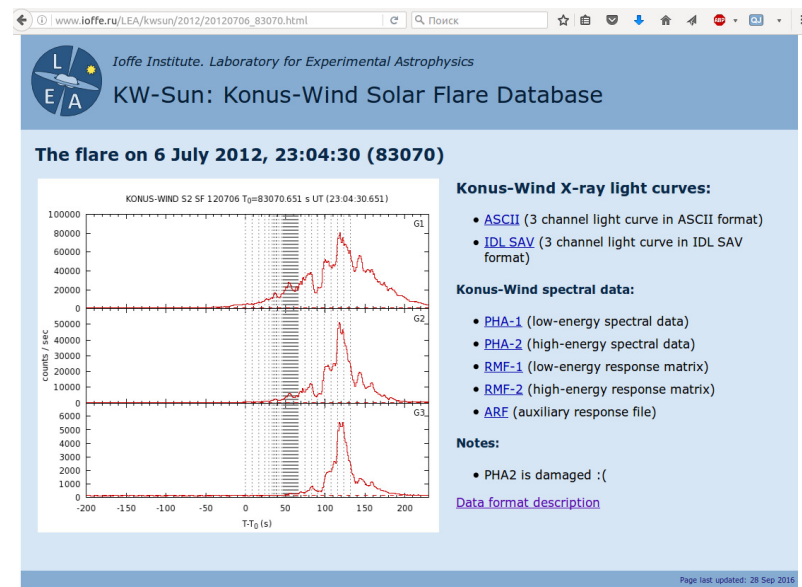 www.ioffe.ru/LEA/kwsun/2012/20120706_83070.html
Поиск
ABP
L
E
A
Ioffe Institute. Laboratory for Experimental Astrophysics
KW-Sun: Konus-Wind Solar Flare Database
The flare on 6 July 2012, 23:04:30 (83070)
KONUS-WIND S2 SF 120706 T0=83070.651 s UT (23:04:30.651)
100000
80000
60000
40000
20000
0
G1
50000
40000
30000
20000
10000
0
G2
counts / sec
6000
5000
4000
3000
2000
1000
0
G3
-200 -150 -100 -50 0 50 100 150 200
T-T0 (s)
Konus-Wind X-ray light curves:
• ASCII (3 channel light curve in ASCII format)
• IDL SAV (3 channel light curve in IDL SAV
format)
Konus-Wind spectral data:
• PHA-1 (low-energy spectral data)
• PHA-2 (high-energy spectral data)
• RMF-1 (low-energy response matrix)
• RMF-2 (high-energy response matrix)
• ARF (auxiliary response file)
Notes:
• PHA2 is damaged :(
Data format description
Page last updated: 28 Sep 2016